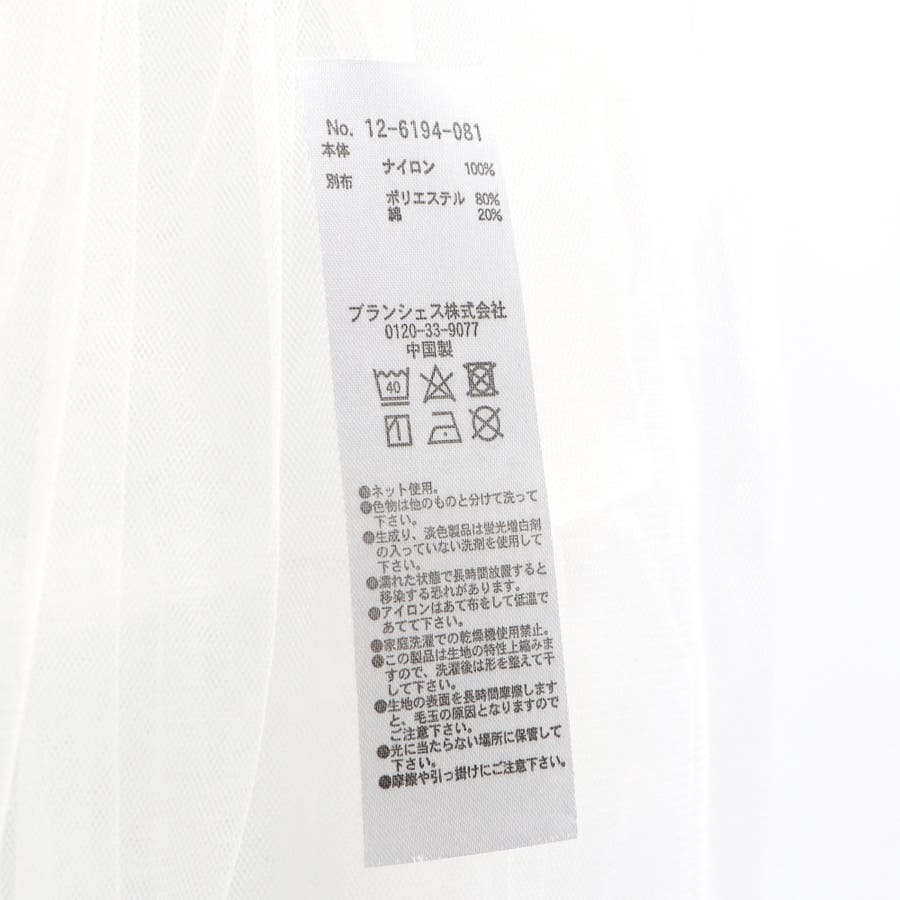 No. 12-6194-081
本体 ナイロン 100%
別布 ポリエステル 80%
綿 20%
ブランシェス株式会社
0120-33-9077
中国製
40
●ネット使用。
●色物は他のものと分けて洗って
下さい。
●生成り、淡色製品は蛍光増白剤
の入っていない洗剤を使用して
下さい。
●濡れた状態で長時間放置すると
移染する恐れがあります。
●アイロンはあて布をして低温で
あてて下さい。
●家庭洗濯での乾燥機使用禁止。
●この製品は生地の特性上縮みま
すので、洗濯後は形を整えて干
して下さい。
●生地の表面を長時間摩擦します
と、毛玉の原因となりますので
ご注意下さい。
●光に当たらない場所に保管して
下さい。
●摩擦や引っ掛けにご注意下さい。